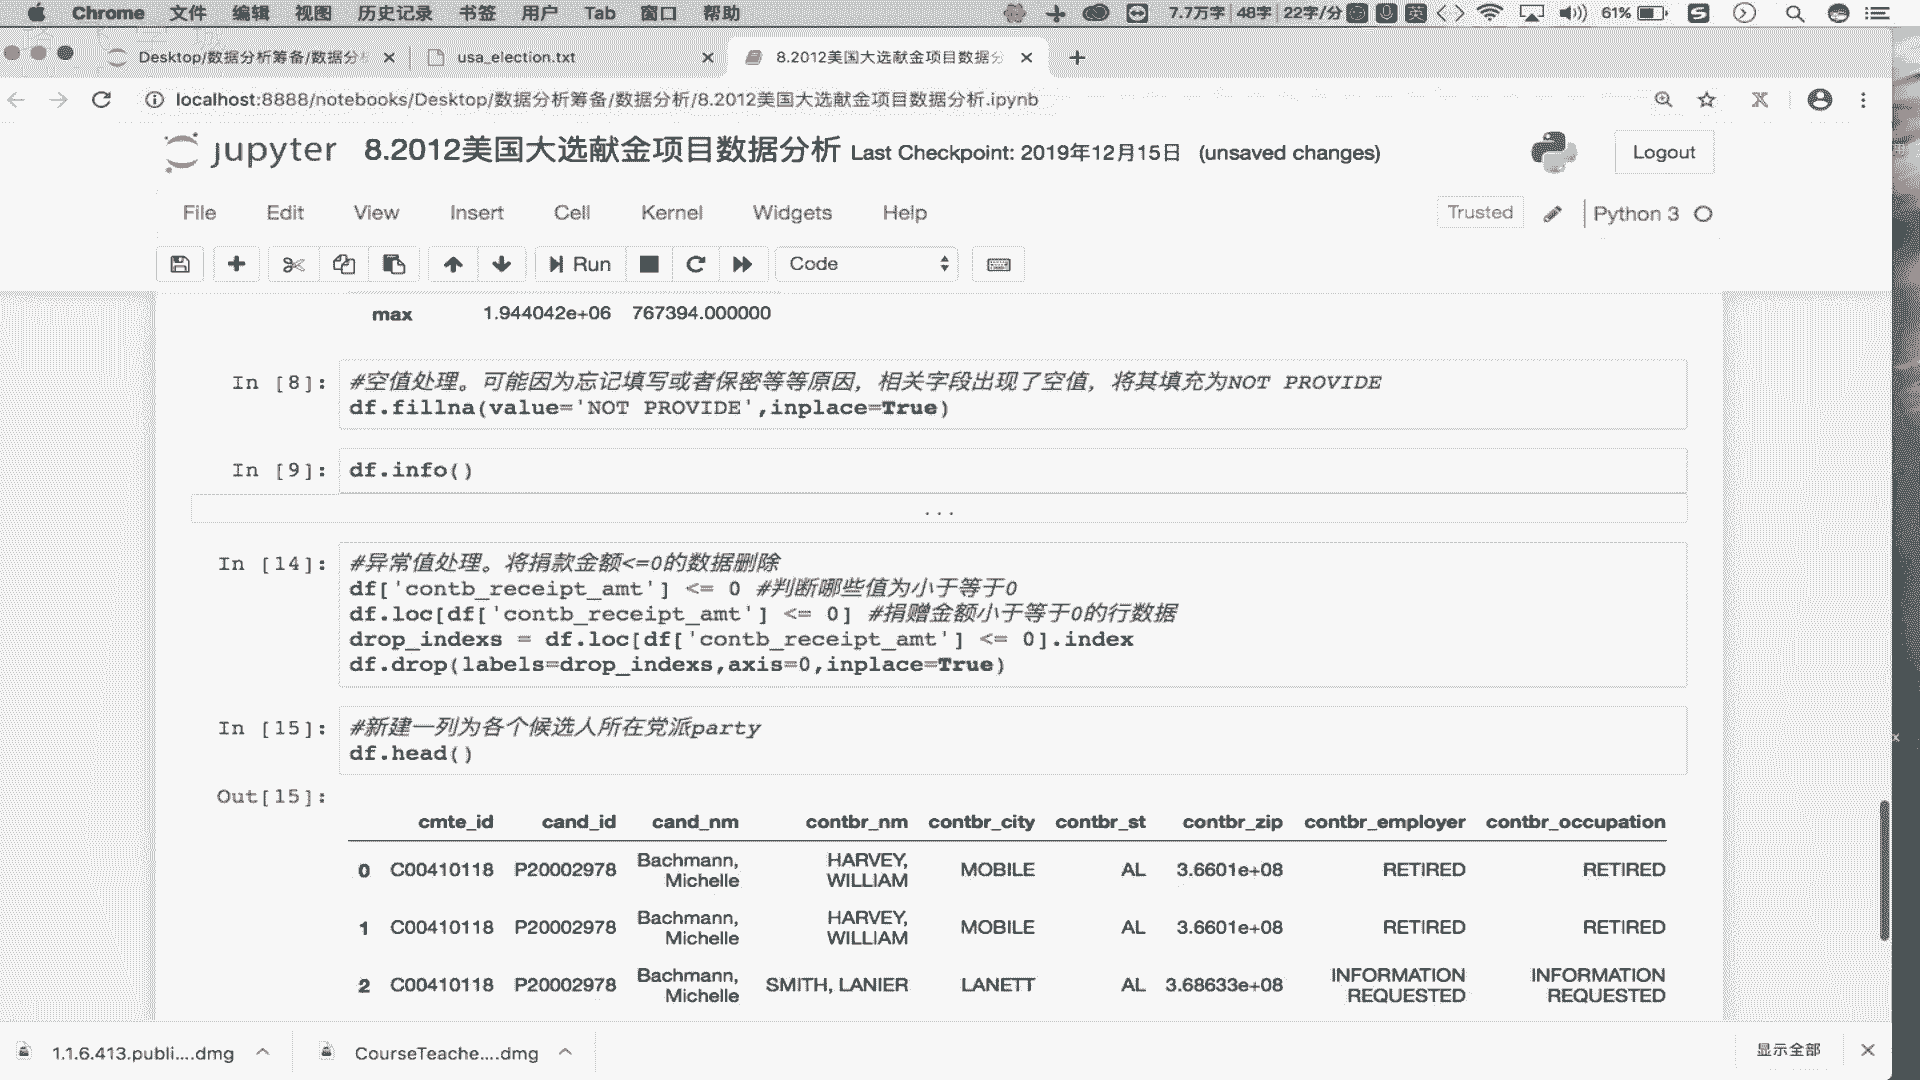 Chrome 文件 编辑 视图 历史记录 书签 用户 Tab 窗口 帮助 7.7万字 48字 22字/分 英 61%
Desktop/数据分析筹备/数据分 usa_election.txt 8.2012美国大选献金项目数据分
localhost:8888/notebooks/Desktop/数据分析筹备/数据分析/8.2012美国大选献金项目数据分析.ipynb
jupyter 8.2012美国大选献金项目数据分析 Last Checkpoint: 2019年12月15日 (unsaved changes) Logout
File Edit View Insert Cell Kernel Widgets Help Trusted Python 3
Run Code
max 1.944042e+06 767394.000000
In [8]: #空值处理。可能因为忘记填写或者保密等等原因，相关字段出现了空值，将其填充为NOT PROVIDE
df.fillna(value='NOT PROVIDE',inplace=True)
In [9]: df.info()
...
In [14]: #异常值处理。将捐款金额<=0的数据删除
df['contb_receipt_amt'] <= 0 #判断哪些值为小于等于0
df.loc[df['contb_receipt_amt'] <= 0] #捐赠金额小于等于0的行数据
drop_indexs = df.loc[df['contb_receipt_amt'] <= 0].index
df.drop(labels=drop_indexs,axis=0,inplace=True)
In [15]: #新建一列为各个候选人所在党派party
df.head()
Out[15]:
cmte_id cand_id cand_nm contbr_nm contbr_city contbr_st contbr_zip contbr_employer contbr_occupation
0 C00410118 P20002978 Bachmann, Michelle HARVEY, WILLIAM MOBILE AL 3.6601e+08 RETIRED RETIRED
1 C00410118 P20002978 Bachmann, Michelle HARVEY, WILLIAM MOBILE AL 3.6601e+08 RETIRED RETIRED
2 C00410118 P20002978 Bachmann, Michelle SMITH, LANIER LANETT AL 3.68633e+08 INFORMATION REQUESTED INFORMATION REQUESTED
1.1.6.413.publi....dmg CourseTeache....dmg 显示全部